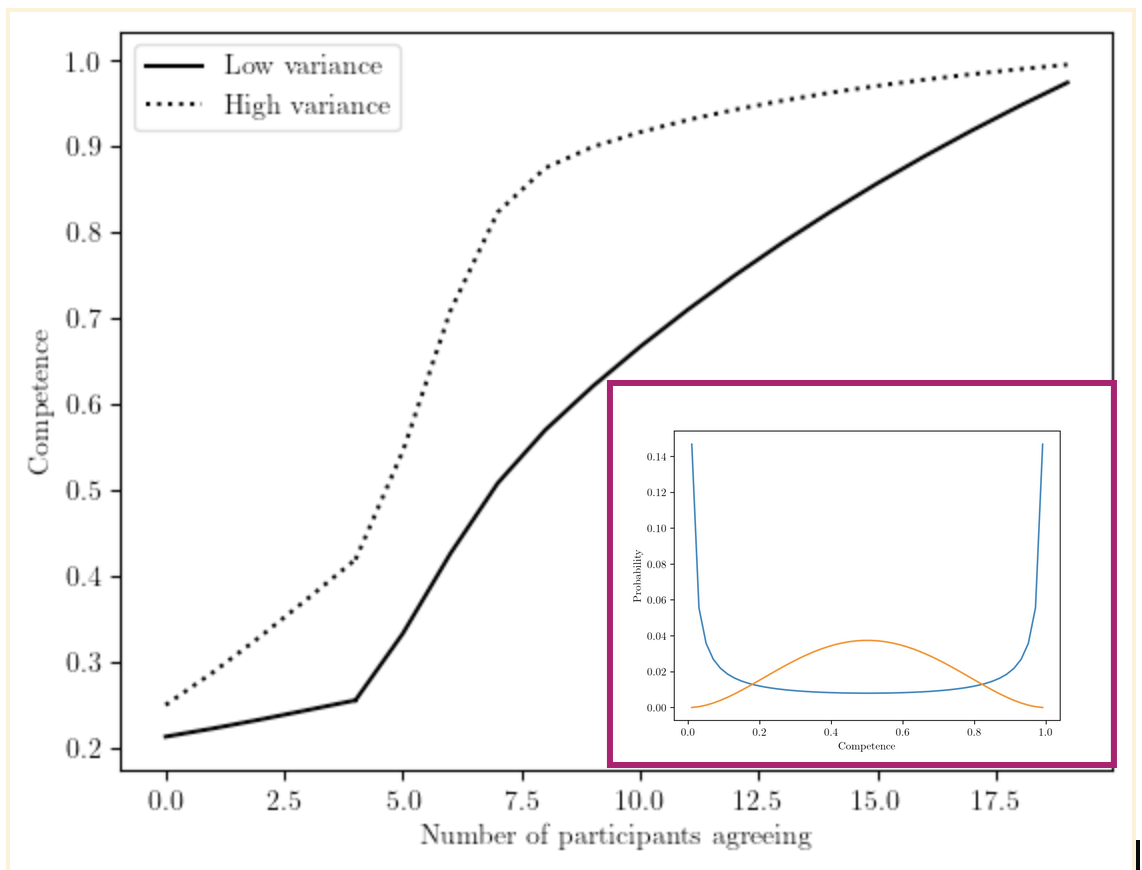 Low variance
High variance
1.0
0.9
0.8
0.7
0.6
0.5
0.4
0.3
0.2
Competence
0.0 2.5 5.0 7.5 10.0 12.5 15.0 17.5
Number of participants agreeing
0.14
0.12
0.10
0.08
0.06
0.04
0.02
0.00
Probability
0.0 0.2 0.4 0.6 0.8 1.0
Competence